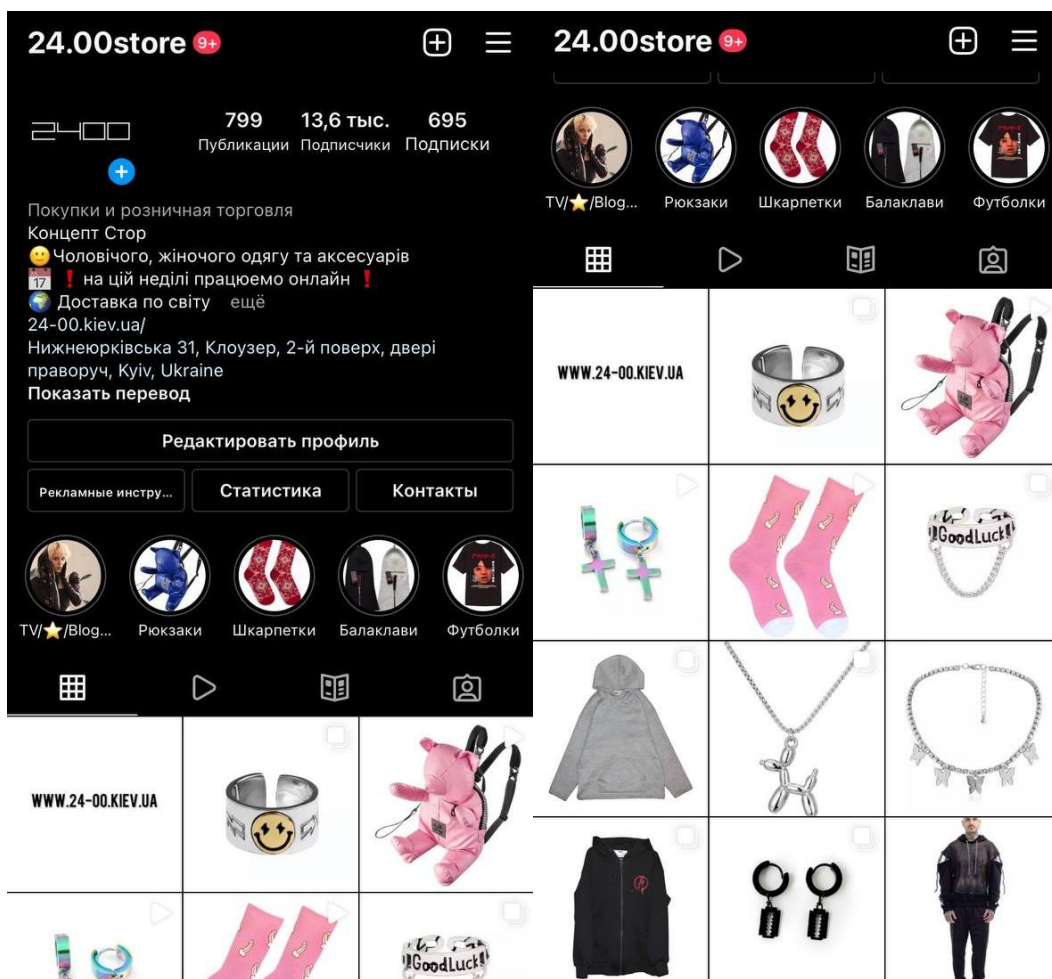 24.00store 9+
2400
799 13,6 тыс. 695
Публикации Подписчики Подписки
Покупки и розничная торговля
Концепт Стор
🙂Чоловічого, жіночого одягу та аксесуарів
17 ❗ на цій неділі працюємо онлайн ❗
🌍 Доставка по світу ещё
24-00.kiev.ua/
Нижнеюрківська 31, Клоузер, 2-й поверх, двері
праворуч, Kyiv, Ukraine
Показать перевод
Редактировать профиль
Рекламные инстру... Статистика Контакты
TV/⭐/Blog... Рюкзаки Шкарпетки Балаклави Футболки
WWW.24-00.KIEV.UA
GoodLuck
24.00store 9+
TV/⭐/Blog... Рюкзаки Шкарпетки Балаклави Футболки
WWW.24-00.KIEV.UA
GoodLuck